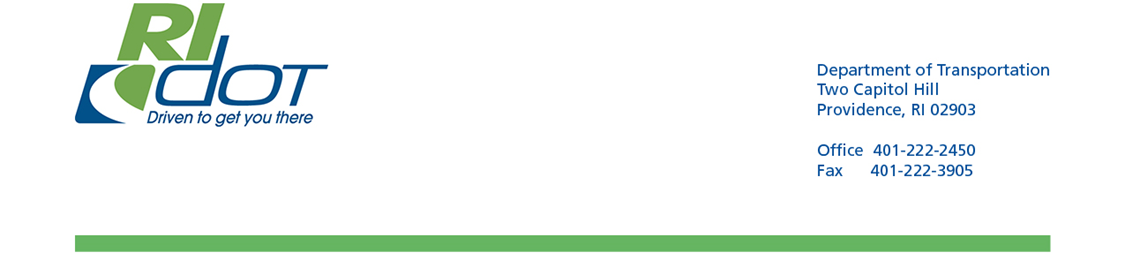 RI
DOT
Driven to get you there
Department of Transportation
Two Capitol Hill
Providence, RI 02903
Office 401-222-2450
Fax 401-222-3905